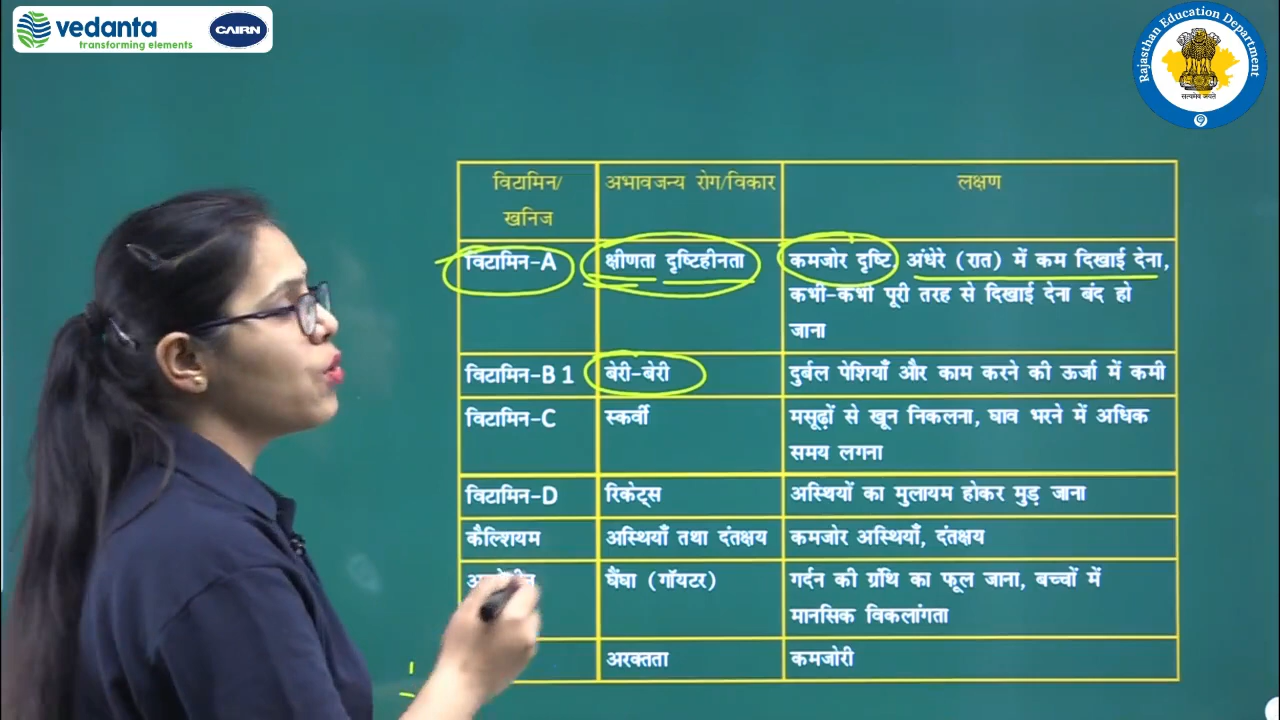 vedanta
transforming elements
CAIRN
Rajasthan Education Department
सत्यमेव जयते
विटामिन/
खनिज
अभावजन्य रोग/विकार
लक्षण
विटामिन-A
क्षीणता दृष्टिहीनता
कमजोर दृष्टि अंधेरे (रात) में कम दिखाई देना,
कभी-कभी पूरी तरह से दिखाई देना बंद हो
जाना
विटामिन-B 1
बेरी-बेरी
दुर्बल पेशियाँ और काम करने की ऊर्जा में कमी
विटामिन-C
स्कर्वी
मसूढ़ों से खून निकलना, घाव भरने में अधिक
समय लगना
विटामिन-D
रिकेट्स
अस्थियों का मुलायम होकर मुड़ जाना
कैल्शियम
अस्थियाँ तथा दंतक्षय
कमजोर अस्थियाँ, दंतक्षय
घैंघा (गॉयटर)
गर्दन की ग्रंथि का फूल जाना, बच्चों में
मानसिक विकलांगता
अरक्तता
कमजोरी